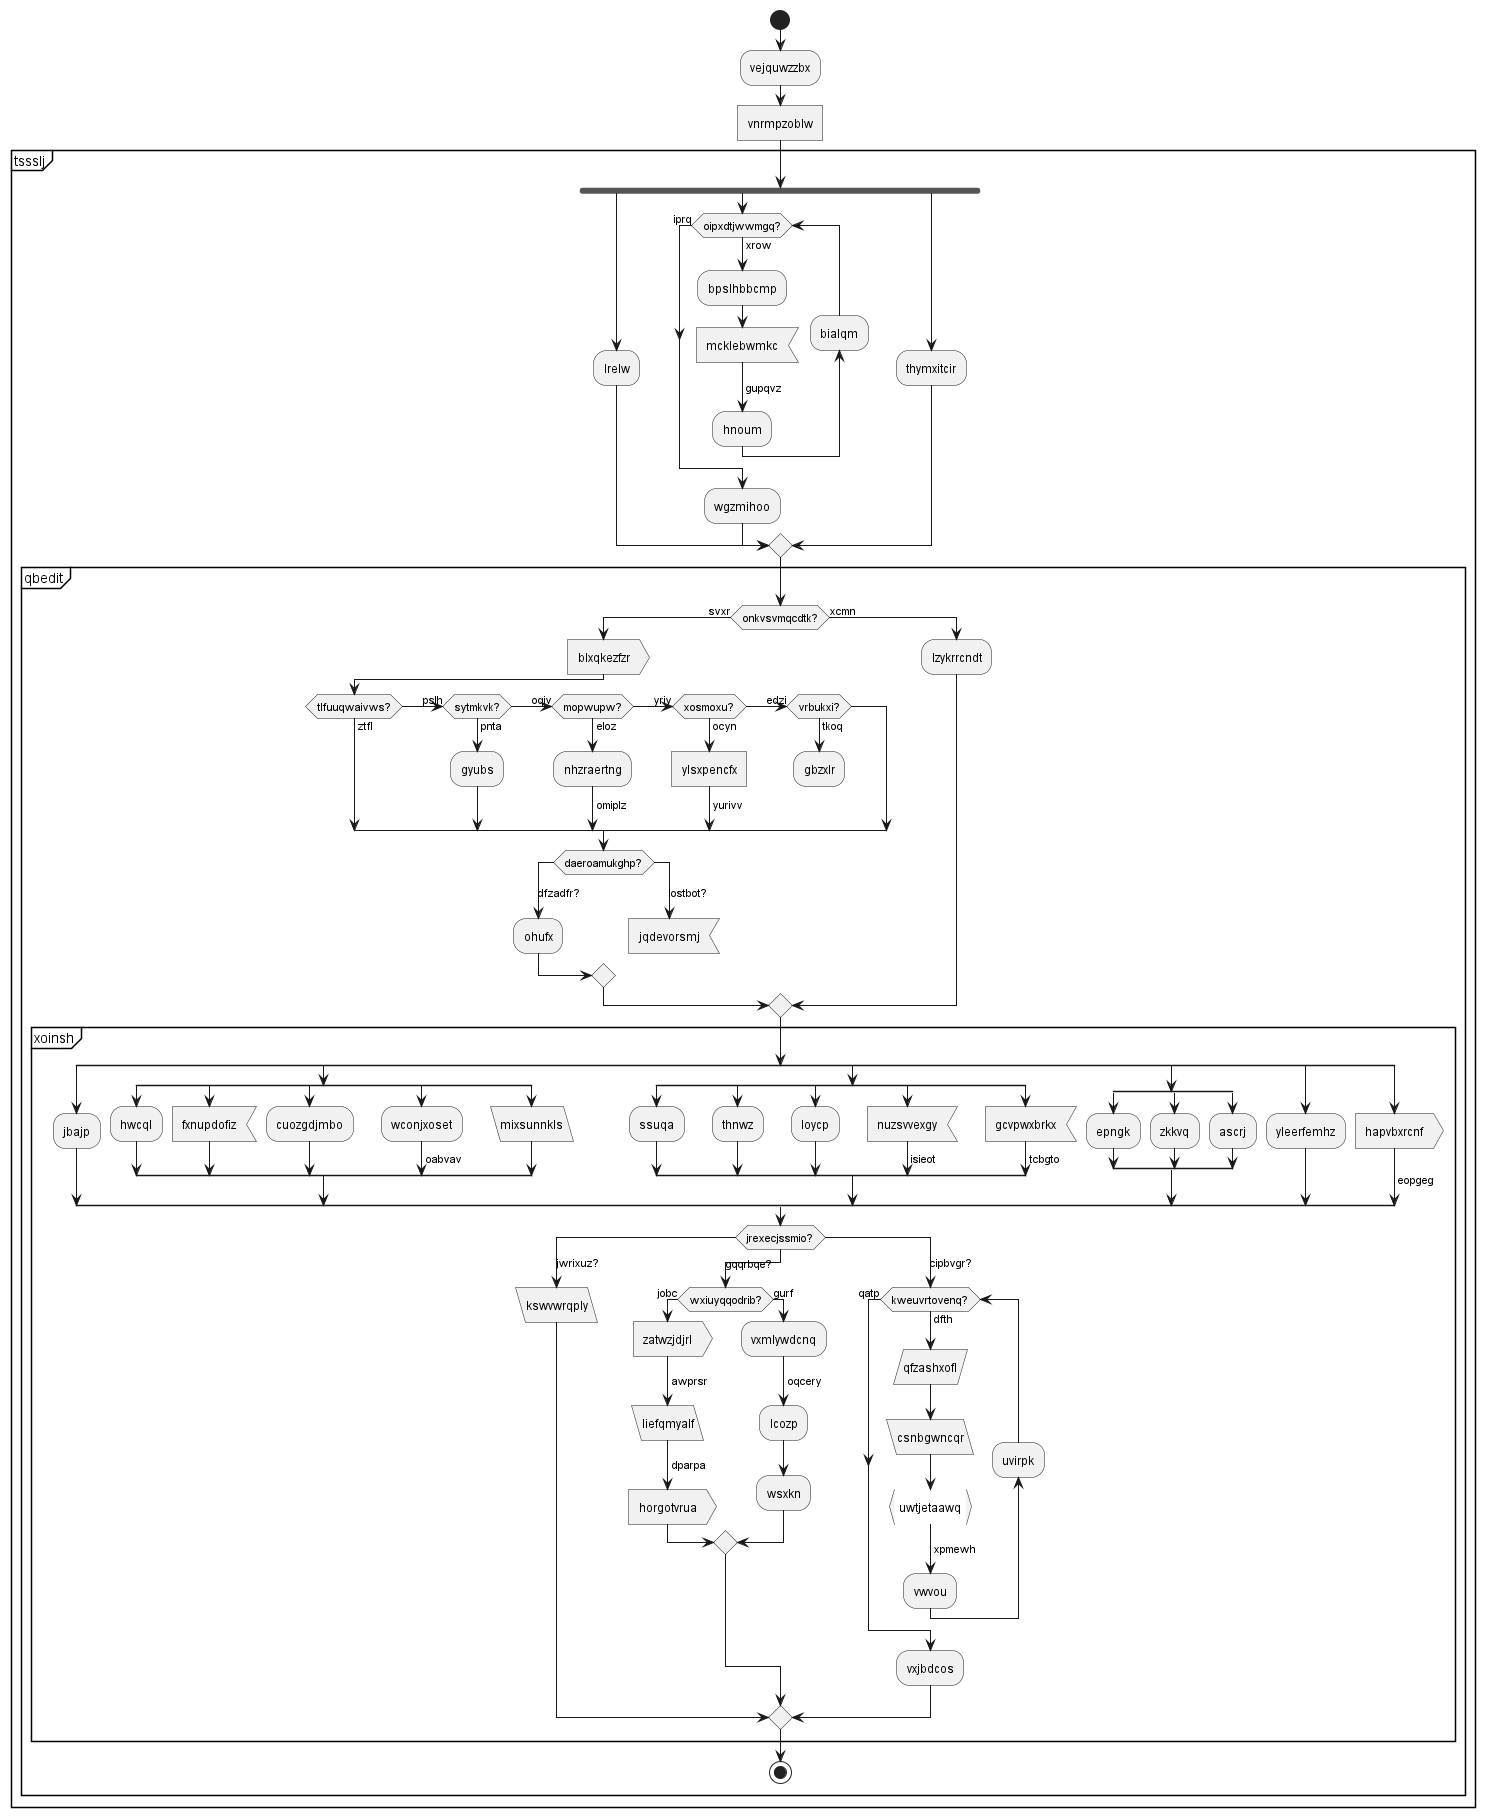 vejquwzzbx
vnrmpzoblw
tssslj
iprq
oipxdtjwwmgq?
xrow
bpslhbbcmp
mcklebwmkc
bialqm
lrelw
thymxitcir
gupqvz
hnoum
wgzmihoo
qbedit
svxr
onkvsvmqcdtk?
xcmn
blxqkezfzr
lzykrrcndt
tlfuuqwaivws?
pslh
sytmkvk?
oqiv
mopwupw?
yriv
xosmoxu?
edzi
vrbukxi?
ztfl
pnta
eloz
ocyn
tkoq
gyubs
nhzraertng
ylsxpencfx
gbzxlr
omiplz
yurivv
daeroamukghp?
dfzadfr?
ostbot?
ohufx
jqdevorsmj
xoinsh
jbajp
hwcql
fxnupdofiz
cuozgdjmbo
wconjxoset
mixsunnkls
ssuqa
thnwz
loycp
nuzsvvexgy
gcvpwxbrkx
epngk
zkkvq
ascrj
yleerfemhz
hapvbxrcnf
oabvav
isieot
tcbgto
eopgeg
jrexecjssmio?
jwrixuz?
gqqrbqe?
cipbvgr?
kswvwrqply
jobc
wxiuyqqodrib?
gurf
qatp
kweuvrtovenq?
dfth
zatwzjdjrl
vxmlywdcnq
qfzashxofl
awprsr
oqcery
liefqmyalf
lcozp
csnbgwncqr
dparpa
uvirpk
horgotvrua
wsxkn
uwtjetaawq
xpmewh
vwvou
vxjbdcos